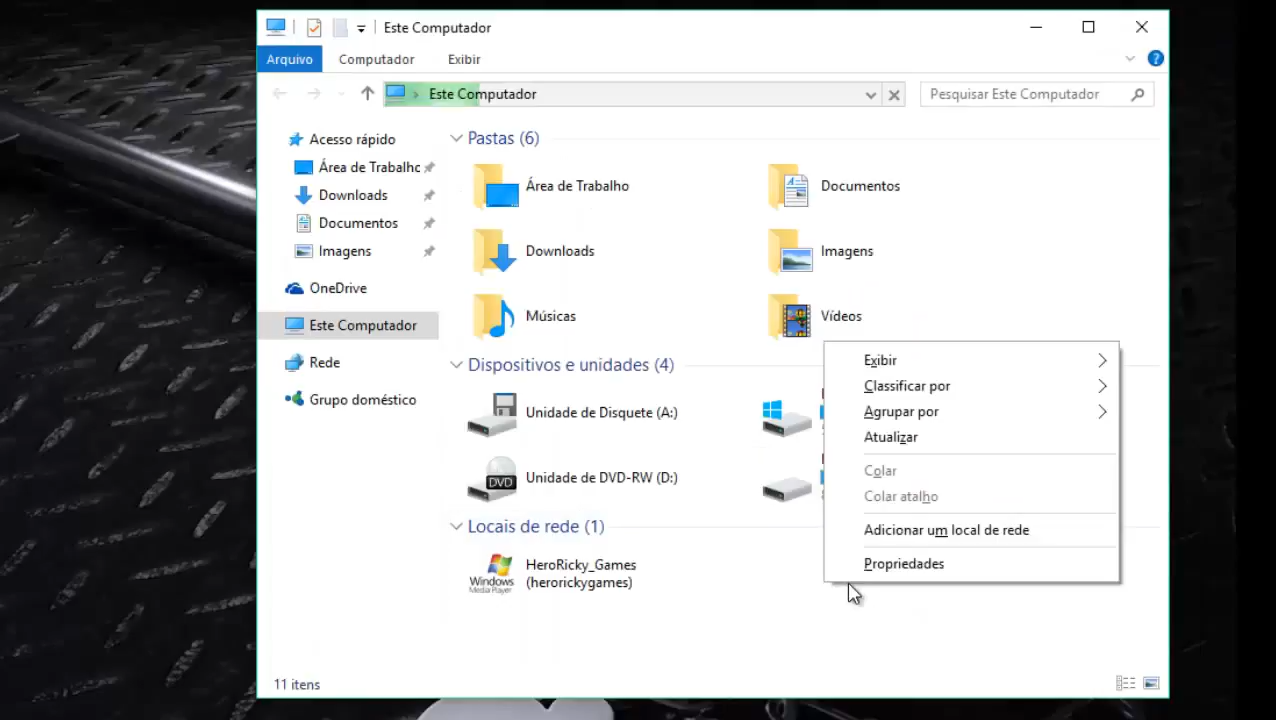 Este Computador
Arquivo
Computador
Exibir
Este Computador
Pesquisar Este Computador
Acesso rápido
Área de Trabalho
Downloads
Documentos
Imagens
OneDrive
Este Computador
Rede
Grupo doméstico
Pastas (6)
Área de Trabalho
Documentos
Downloads
Imagens
Músicas
Vídeos
Dispositivos e unidades (4)
Unidade de Disquete (A:)
DVD
Unidade de DVD-RW (D:)
Locais de rede (1)
Windows
Media Player
HeroRicky_Games
(herorickygames)
Exibir
Classificar por
Agrupar por
Atualizar
Colar
Colar atalho
Adicionar um local de rede
Propriedades
11 itens